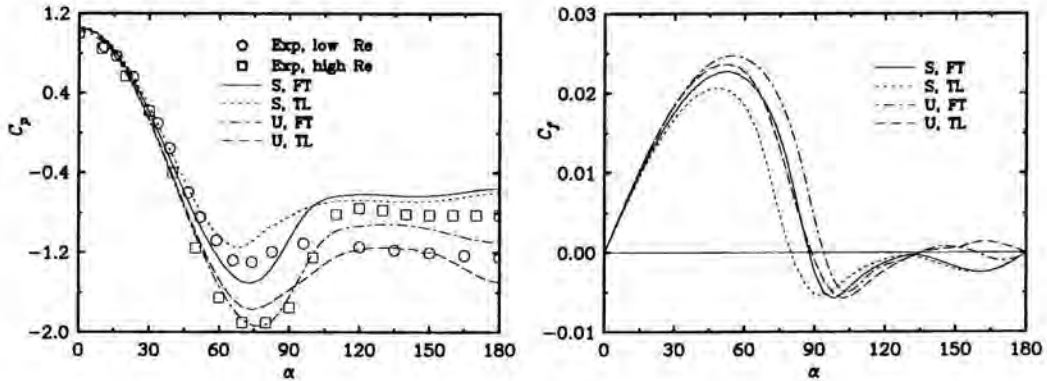 1.2
0.4
−0.4
−1.2
−2.0
C_p
0 30 60 90 120 150 180
α
Exp, low Re
Exp, high Re
S, FT
S, TL
U, FT
U, TL
0.03
0.02
0.01
0.00
−0.01
C_f
0 30 60 90 120 150 180
α
S, FT
S, TL
U, FT
U, TL